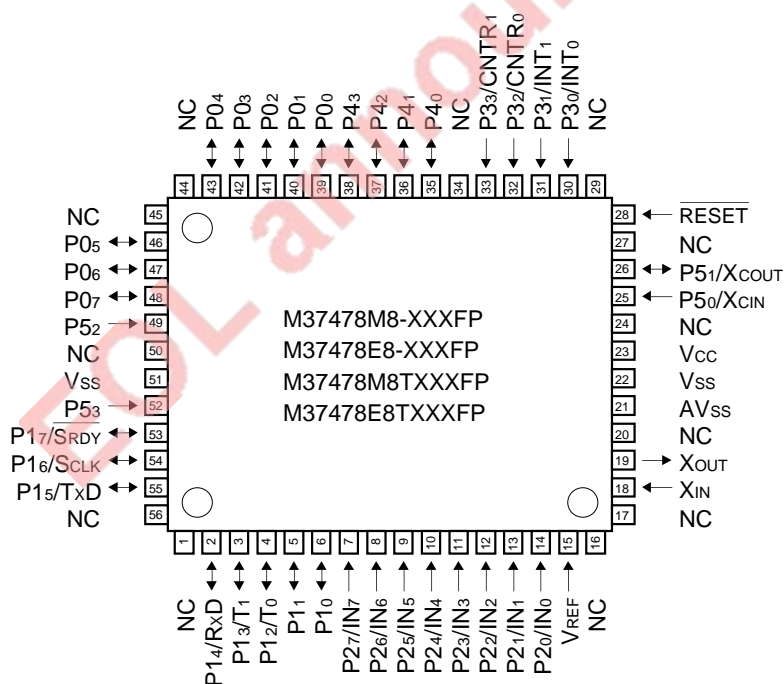 NC
P04
P03
P02
P01
P00
P43
P42
P41
P40
NC
P33/CNTR1
P32/CNTR0
P31/INT1
P30/INT0
NC
44
43
42
41
40
39
38
37
36
35
34
33
32
31
30
29
NC 45
P05 46
P06 47
P07 48
P52 49
NC 50
VSS 51
P53 52
P17/SRDY 53
P16/SCLK 54
P15/TXD 55
NC 56
M37478M8-XXXFP
M37478E8-XXXFP
M37478M8TXXXFP
M37478E8TXXXFP
28 RESET
27 NC
26 P51/XCOUT
25 P50/XCIN
24 NC
23 VCC
22 VSS
21 AVSS
20 NC
19 XOUT
18 XIN
17 NC
1
2
3
4
5
6
7
8
9
10
11
12
13
14
15
16
NC
P14/RXD
P13/T1
P12/T0
P11
P10
P27/IN7
P26/IN6
P25/IN5
P24/IN4
P23/IN3
P22/IN2
P21/IN1
P20/IN0
VREF
NC
EOL announ